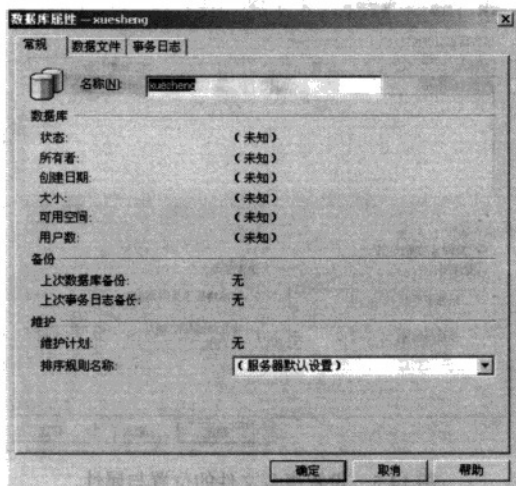 数据库属性 — xuesheng
常规 数据文件 事务日志
名称(N): xuesheng
数据库
状态: (未知)
所有者: (未知)
创建日期: (未知)
大小: (未知)
可用空间: (未知)
用户数: (未知)
备份
上次数据库备份: 无
上次事务日志备份: 无
维护
维护计划: 无
排序规则名称: (服务器默认设置)
确定 取消 帮助